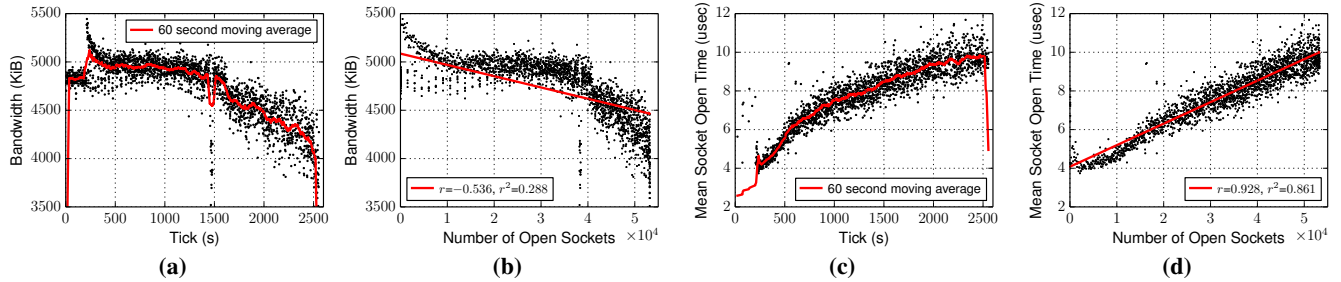 5500
5000
4500
4000
3500
Bandwidth (KiB)
60 second moving average
0 500 1000 1500 2000 2500
Tick (s)
(a)
5500
5000
4500
4000
3500
Bandwidth (KiB)
r=−0.536, r²=0.288
0 1 2 3 4 5
×10⁴
Number of Open Sockets
(b)
12
10
8
6
4
2
Mean Socket Open Time (usec)
60 second moving average
0 500 1000 1500 2000 2500
Tick (s)
(c)
12
10
8
6
4
2
Mean Socket Open Time (usec)
r=0.928, r²=0.861
0 1 2 3 4 5
×10⁴
Number of Open Sockets
(d)